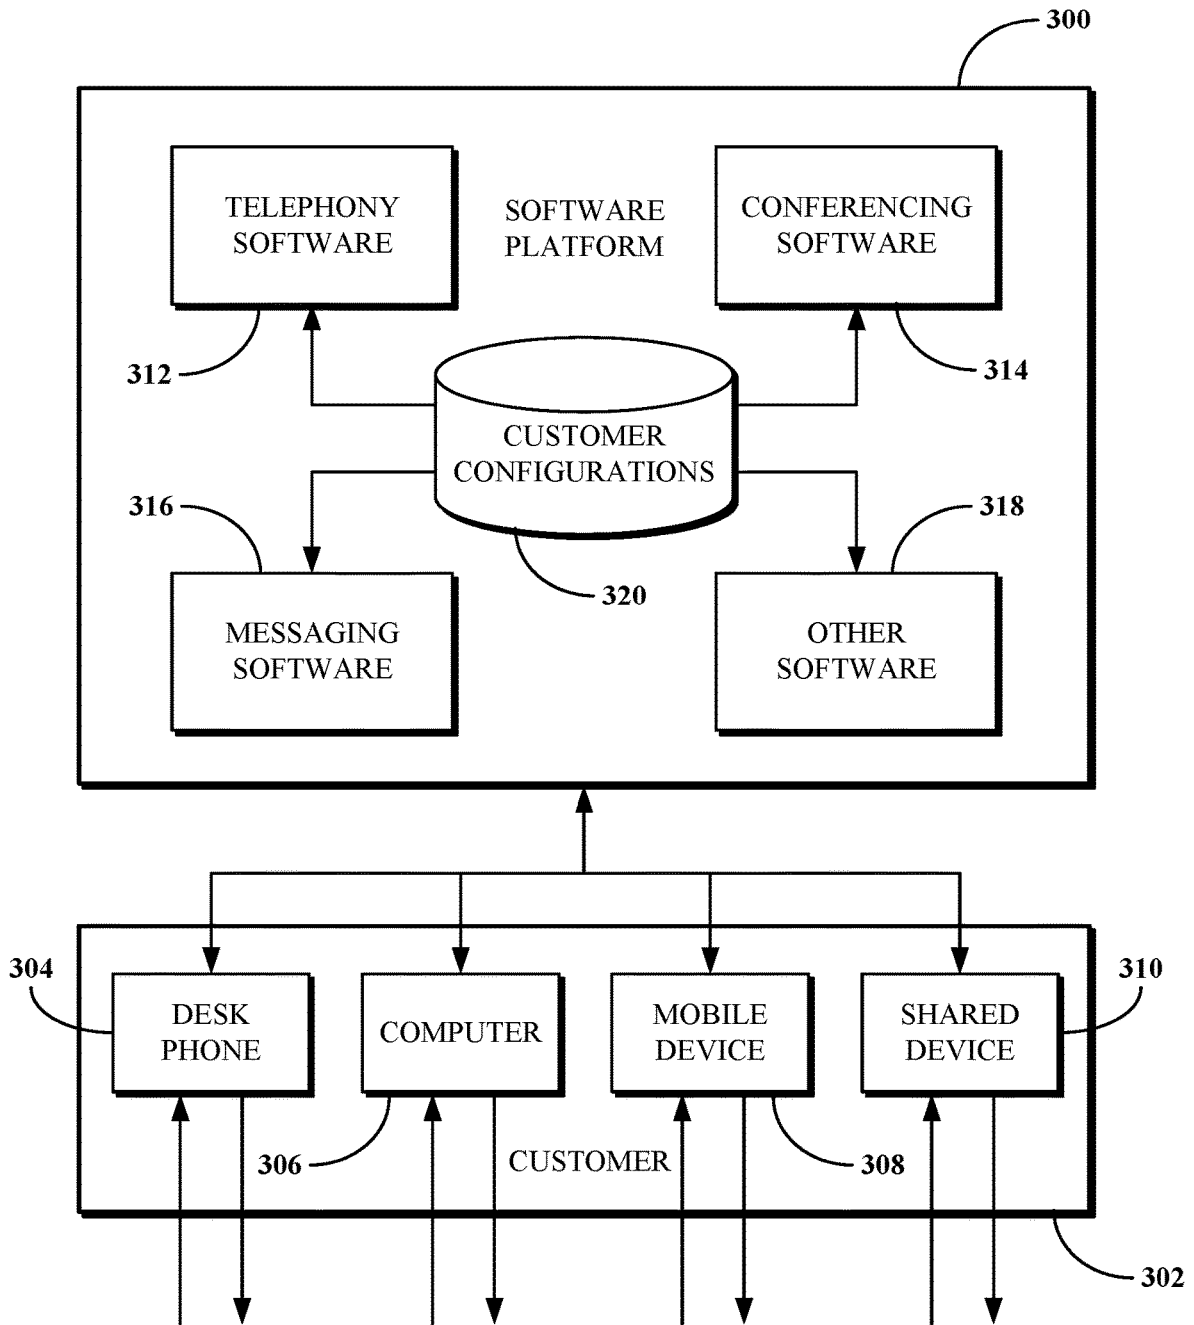 300
TELEPHONY
SOFTWARE
SOFTWARE
PLATFORM
CONFERENCING
SOFTWARE
312
314
CUSTOMER
CONFIGURATIONS
316
318
320
MESSAGING
SOFTWARE
OTHER
SOFTWARE
304
310
DESK
PHONE
COMPUTER
MOBILE
DEVICE
SHARED
DEVICE
306
CUSTOMER
308
302